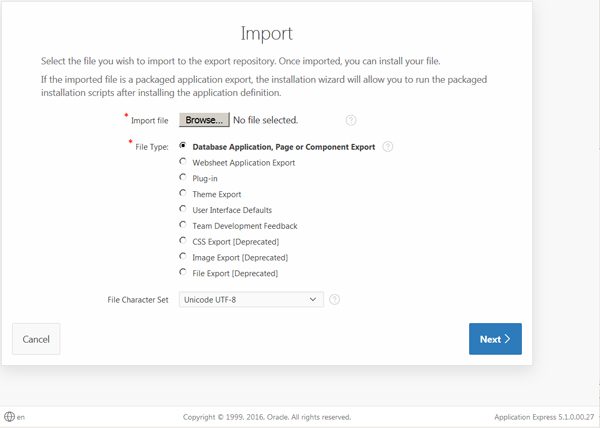 Import
Select the file you wish to import to the export repository. Once imported, you can install your file.
If the imported file is a packaged application export, the installation wizard will allow you to run the packaged
installation scripts after installing the application definition.
* Import file Browse... No file selected. ?
* File Type: Database Application, Page or Component Export ?
Websheet Application Export
Plug-in
Theme Export
User Interface Defaults
Team Development Feedback
CSS Export [Deprecated]
Image Export [Deprecated]
File Export [Deprecated]
File Character Set Unicode UTF-8 ?
Cancel Next
en Copyright © 1999, 2016, Oracle. All rights reserved. Application Express 5.1.0.00.27